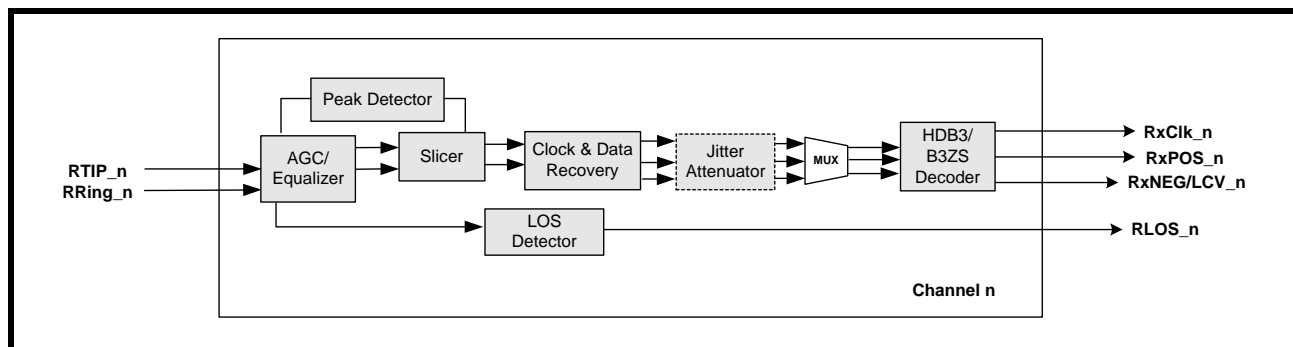 Peak Detector
RTIP_n
RRing_n
AGC/
Equalizer
Slicer
Clock & Data
Recovery
Jitter
Attenuator
MUX
HDB3/
B3ZS
Decoder
RxClk_n
RxPOS_n
RxNEG/LCV_n
LOS
Detector
RLOS_n
Channel n